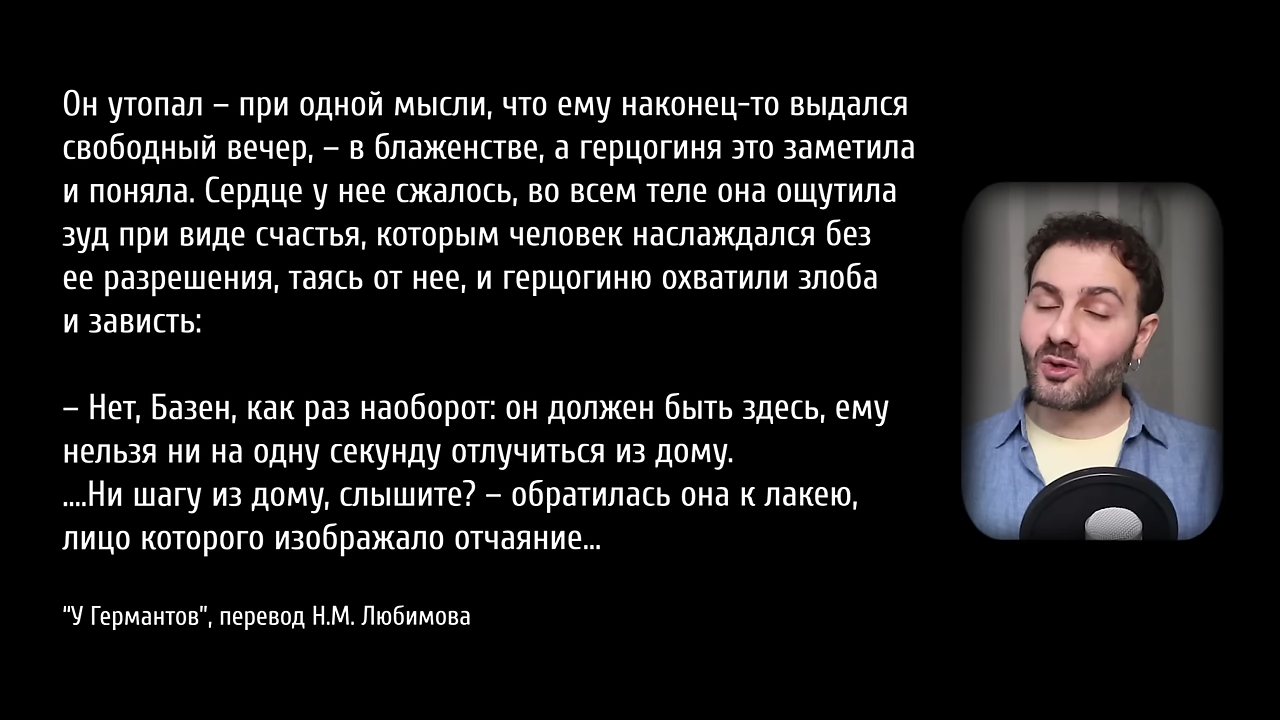 Он утопал – при одной мысли, что ему наконец-то выдался
свободный вечер, – в блаженстве, а герцогиня это заметила
и поняла. Сердце у нее сжалось, во всем теле она ощутила
зуд при виде счастья, которым человек наслаждался без
ее разрешения, таясь от нее, и герцогиню охватили злоба
и зависть:
– Нет, Базен, как раз наоборот: он должен быть здесь, ему
нельзя ни на одну секунду отлучиться из дому.
....Ни шагу из дому, слышите? – обратилась она к лакею,
лицо которого изображало отчаяние...
“У Германтов”, перевод Н.М. Любимова